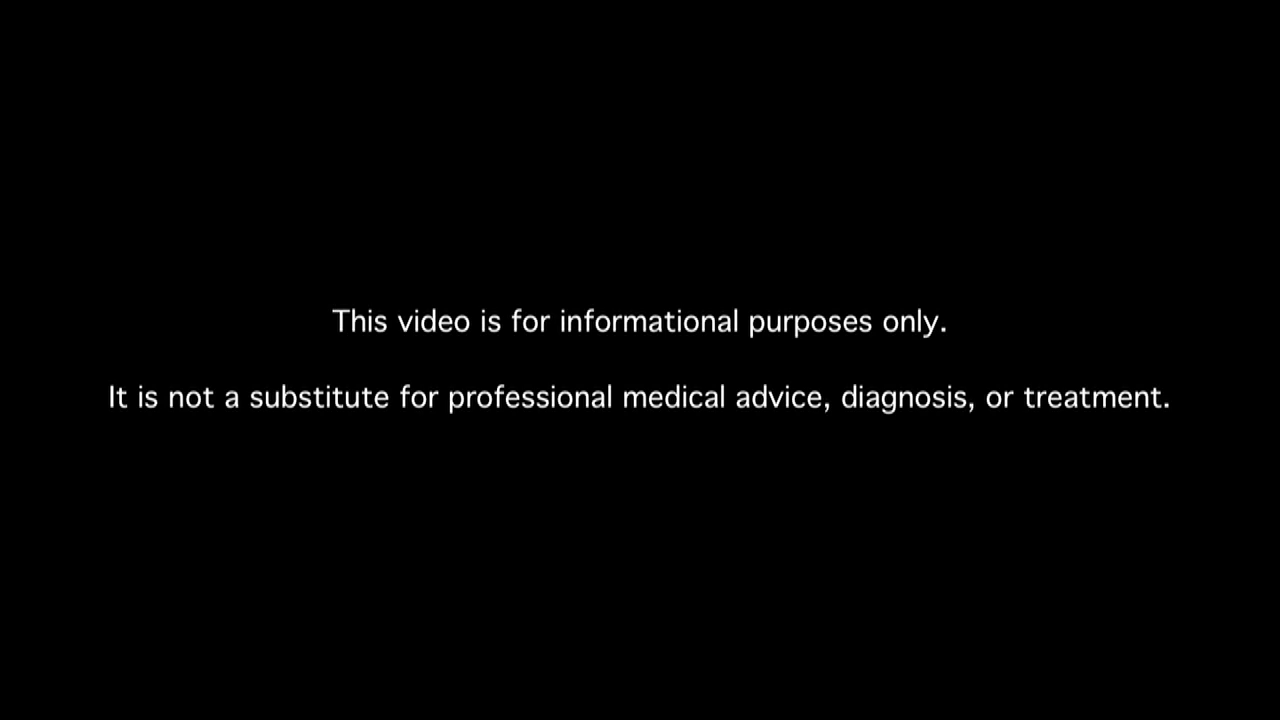 This video is for informational purposes only.
It is not a substitute for professional medical advice, diagnosis, or treatment.